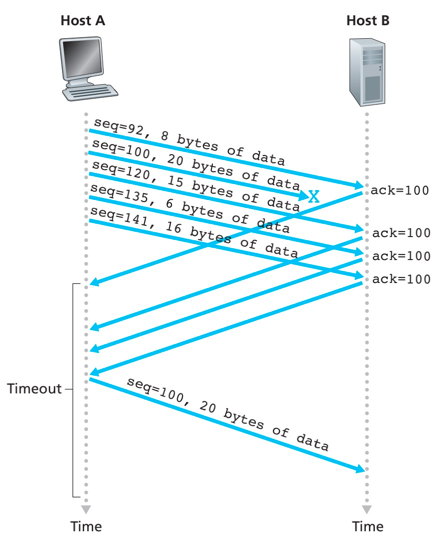 Host A
Host B
seq=92, 8 bytes of data
seq=100, 20 bytes of data
X
seq=120, 15 bytes of data
seq=135, 6 bytes of data
seq=141, 16 bytes of data
ack=100
ack=100
ack=100
ack=100
Timeout
seq=100, 20 bytes of data
Time
Time